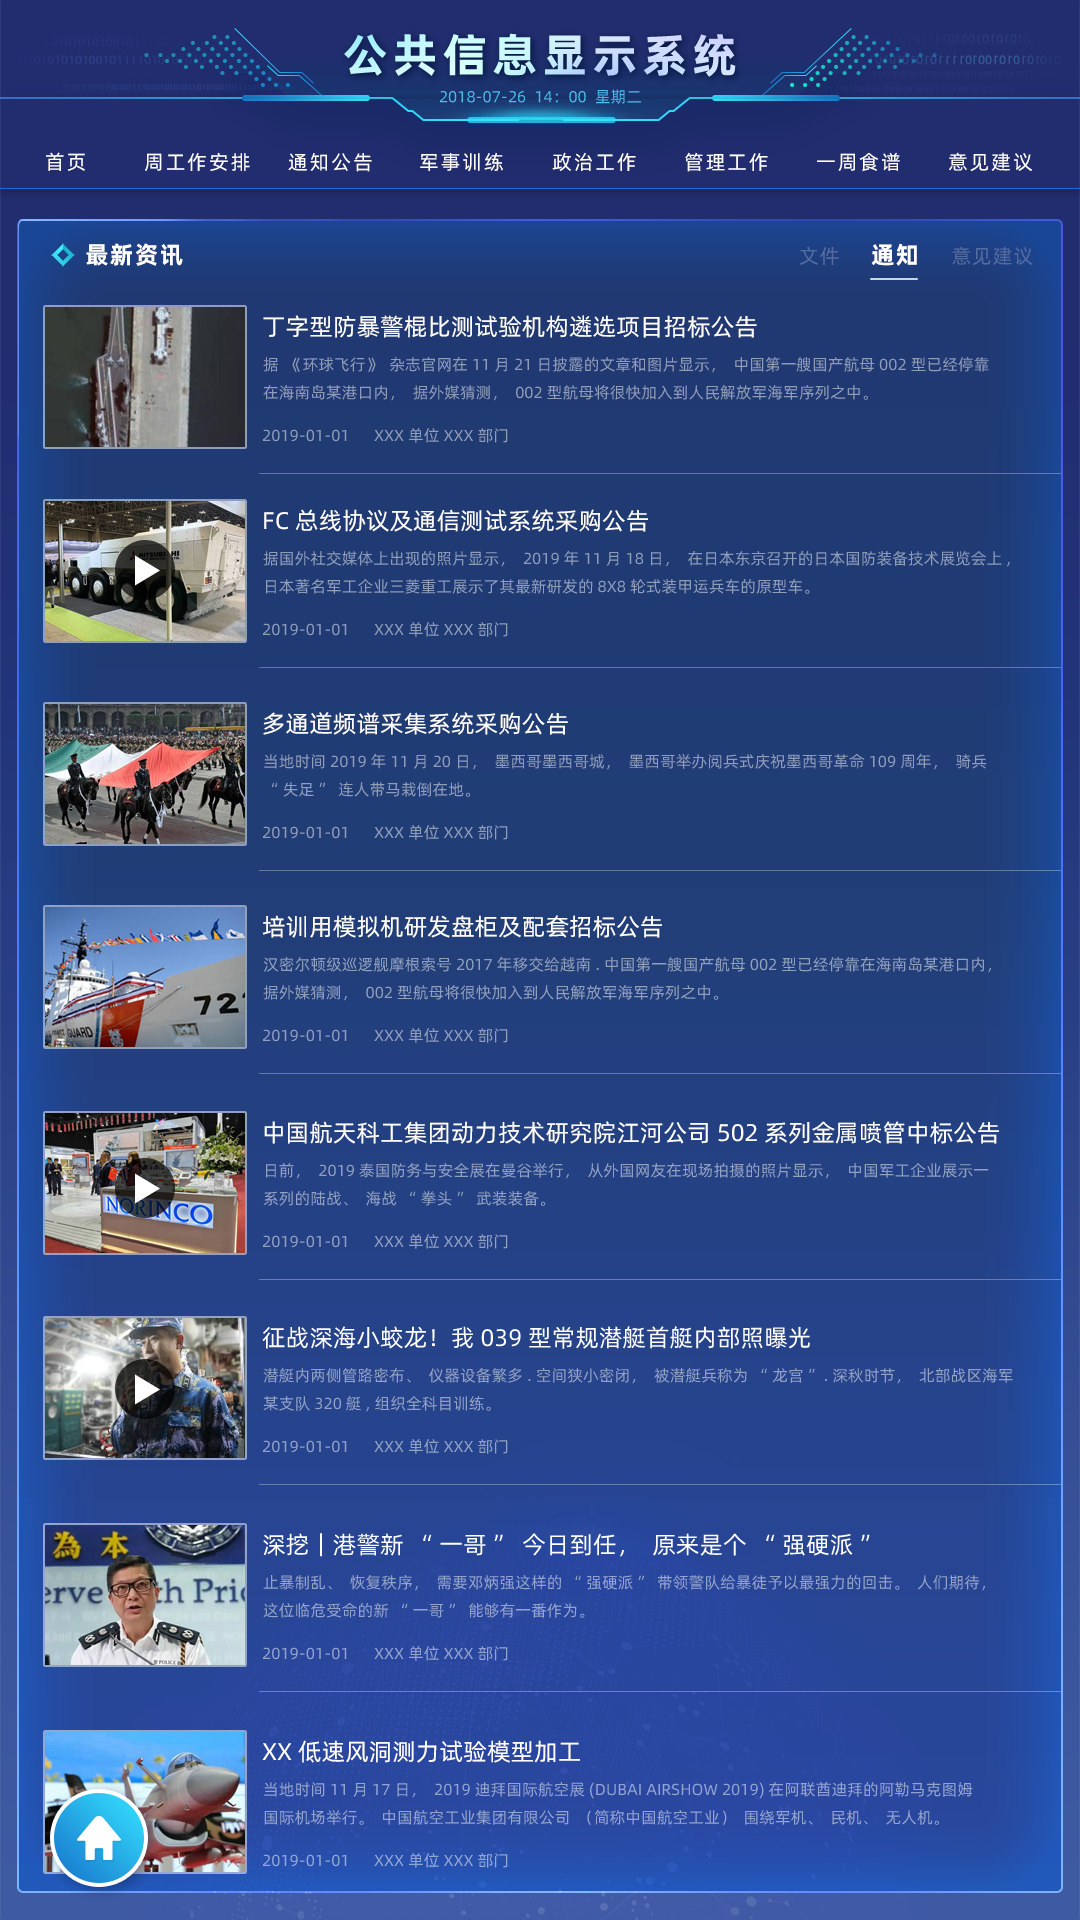 公共信息显示系统
2018-07-26 14：00 星期二
首页 周工作安排 通知公告 军事训练 政治工作 管理工作 一周食谱 意见建议
最新资讯 文件 通知 意见建议
丁字型防暴警棍比测试验机构遴选项目招标公告
据 《环球飞行》 杂志官网在 11 月 21 日披露的文章和图片显示， 中国第一艘国产航母 002 型已经停靠
在海南岛某港口内， 据外媒猜测， 002 型航母将很快加入到人民解放军海军序列之中。
2019-01-01 XXX 单位 XXX 部门
FC 总线协议及通信测试系统采购公告
据国外社交媒体上出现的照片显示， 2019 年 11 月 18 日， 在日本东京召开的日本国防装备技术展览会上，
日本著名军工企业三菱重工展示了其最新研发的 8X8 轮式装甲运兵车的原型车。
2019-01-01 XXX 单位 XXX 部门
多通道频谱采集系统采购公告
当地时间 2019 年 11 月 20 日， 墨西哥墨西哥城， 墨西哥举办阅兵式庆祝墨西哥革命 109 周年， 骑兵
“ 失足 ” 连人带马栽倒在地。
2019-01-01 XXX 单位 XXX 部门
培训用模拟机研发盘柜及配套招标公告
汉密尔顿级巡逻舰摩根索号 2017 年移交给越南 . 中国第一艘国产航母 002 型已经停靠在海南岛某港口内，
据外媒猜测， 002 型航母将很快加入到人民解放军海军序列之中。
2019-01-01 XXX 单位 XXX 部门
72
GUARD
中国航天科工集团动力技术研究院江河公司 502 系列金属喷管中标公告
日前， 2019 泰国防务与安全展在曼谷举行， 从外国网友在现场拍摄的照片显示， 中国军工企业展示一
系列的陆战、 海战 “ 拳头 ” 武装装备。
2019-01-01 XXX 单位 XXX 部门
NORINCO
征战深海小蛟龙！我 039 型常规潜艇首艇内部照曝光
潜艇内两侧管路密布、 仪器设备繁多 . 空间狭小密闭， 被潜艇兵称为 “ 龙宫 ” . 深秋时节， 北部战区海军
某支队 320 艇 , 组织全科目训练。
2019-01-01 XXX 单位 XXX 部门
深挖｜港警新 “ 一哥 ” 今日到任， 原来是个 “ 强硬派 ”
止暴制乱、 恢复秩序， 需要邓炳强这样的 “ 强硬派 ” 带领警队给暴徒予以最强力的回击。 人们期待，
这位临危受命的新 “ 一哥 ” 能够有一番作为。
2019-01-01 XXX 单位 XXX 部门
為 本
erve
th Pri
XX 低速风洞测力试验模型加工
当地时间 11 月 17 日， 2019 迪拜国际航空展 (DUBAI AIRSHOW 2019) 在阿联酋迪拜的阿勒马克图姆
国际机场举行。 中国航空工业集团有限公司 （简称中国航空工业） 围绕军机、 民机、 无人机。
2019-01-01 XXX 单位 XXX 部门